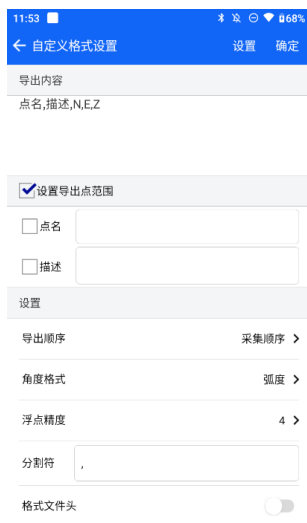 11:53 68%
自定义格式设置 设置 确定
导出内容
点名,描述,N,E,Z
设置导出点范围
点名
描述
设置
导出顺序 采集顺序
角度格式 弧度
浮点精度 4
分割符 ,
格式文件头